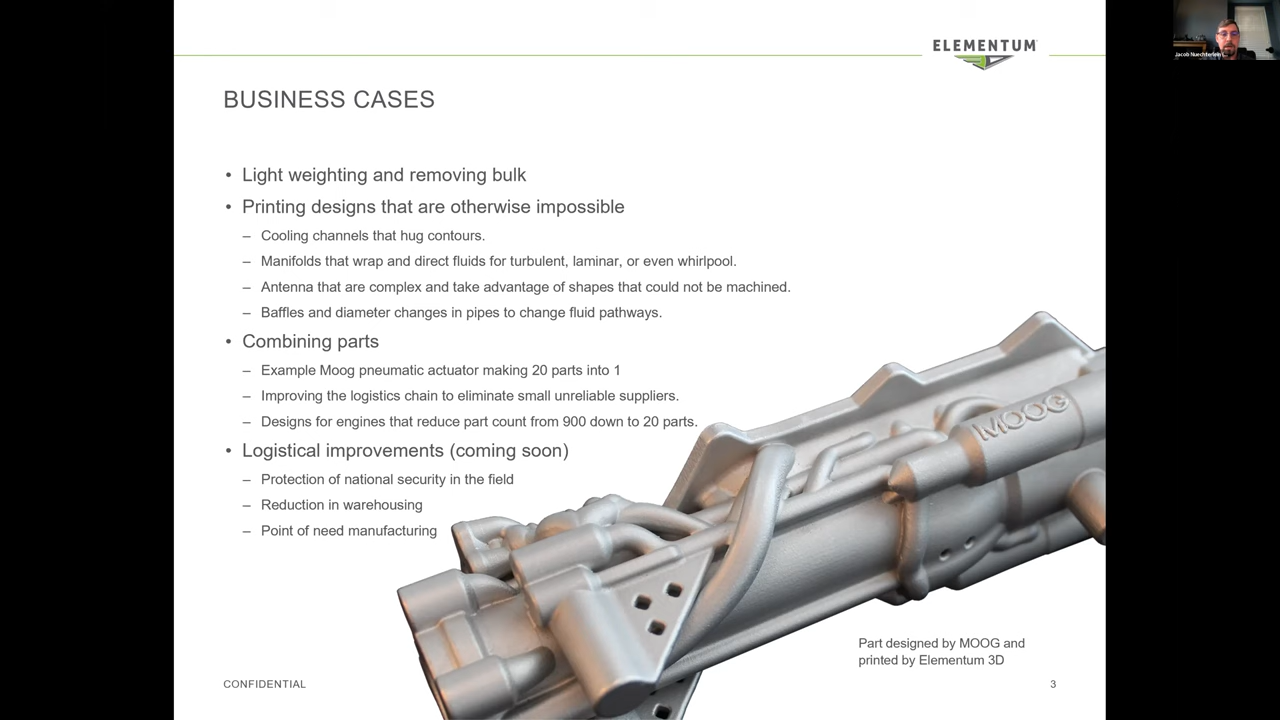 ELEMENTUM
Jacob Nuechterlein
BUSINESS CASES
• Light weighting and removing bulk
• Printing designs that are otherwise impossible
– Cooling channels that hug contours.
– Manifolds that wrap and direct fluids for turbulent, laminar, or even whirlpool.
– Antenna that are complex and take advantage of shapes that could not be machined.
– Baffles and diameter changes in pipes to change fluid pathways.
• Combining parts
– Example Moog pneumatic actuator making 20 parts into 1
– Improving the logistics chain to eliminate small unreliable suppliers.
– Designs for engines that reduce part count from 900 down to 20 parts.
MOOG
• Logistical improvements (coming soon)
– Protection of national security in the field
– Reduction in warehousing
– Point of need manufacturing
Part designed by MOOG and
printed by Elementum 3D
CONFIDENTIAL
3